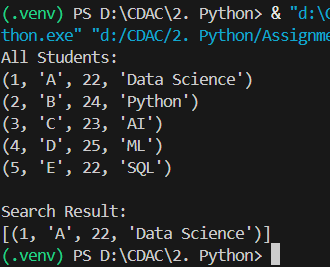 (.venv) PS D:\CDAC\2. Python> & "d:\
thon.exe" "d:/CDAC/2. Python/Assignme
All Students:
(1, 'A', 22, 'Data Science')
(2, 'B', 24, 'Python')
(3, 'C', 23, 'AI')
(4, 'D', 25, 'ML')
(5, 'E', 22, 'SQL')
Search Result:
[(1, 'A', 22, 'Data Science')]
(.venv) PS D:\CDAC\2. Python>